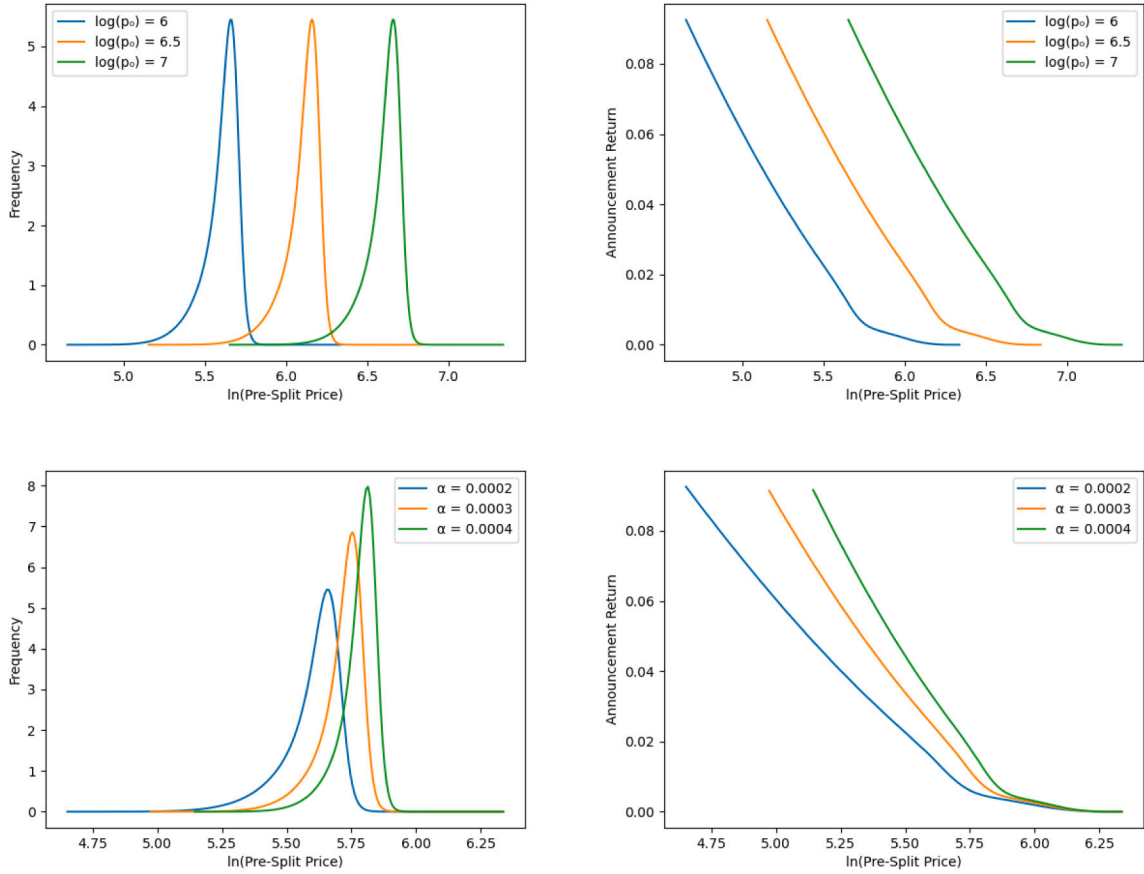 log(pₒ) = 6
log(pₒ) = 6.5
log(pₒ) = 7
5
4
3
2
1
0
Frequency
5.0 5.5 6.0 6.5 7.0
ln(Pre-Split Price)
log(pₒ) = 6
log(pₒ) = 6.5
log(pₒ) = 7
0.08
0.06
0.04
0.02
0.00
Announcement Return
5.0 5.5 6.0 6.5 7.0
ln(Pre-Split Price)
α = 0.0002
α = 0.0003
α = 0.0004
8
7
6
5
4
3
2
1
0
Frequency
4.75 5.00 5.25 5.50 5.75 6.00 6.25
ln(Pre-Split Price)
α = 0.0002
α = 0.0003
α = 0.0004
0.08
0.06
0.04
0.02
0.00
Announcement Return
4.75 5.00 5.25 5.50 5.75 6.00 6.25
ln(Pre-Split Price)